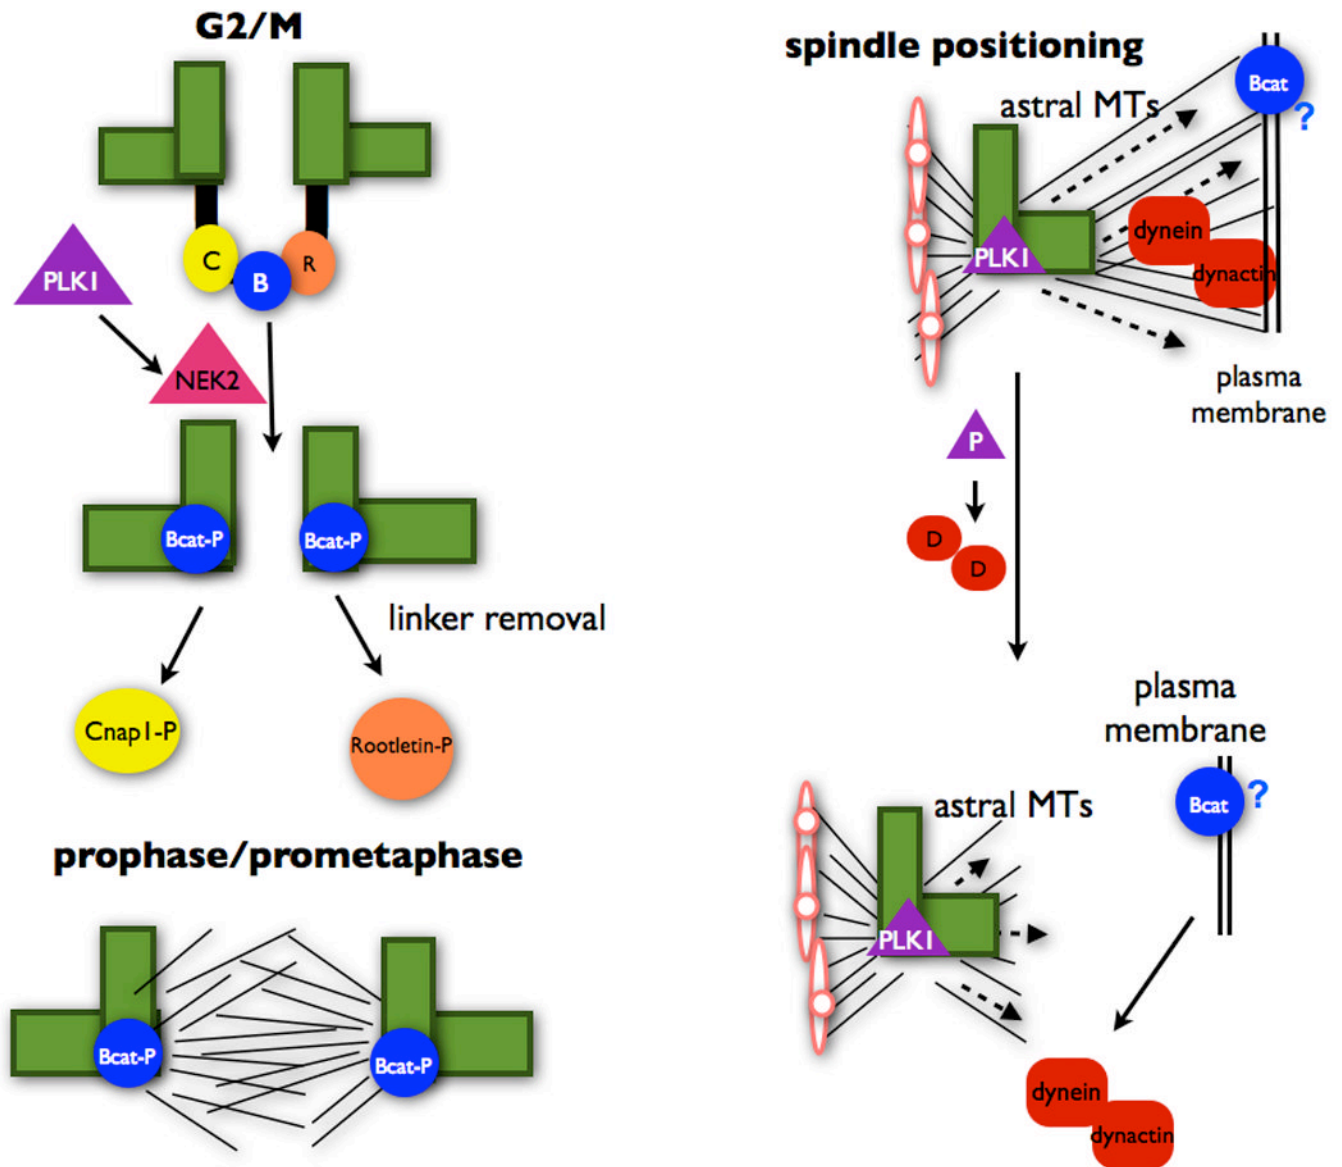 G2/M
C
B
R
PLK1
NEK2
Bcat-P
Bcat-P
linker removal
Cnap1-P
Rootletin-P
prophase/prometaphase
Bcat-P
Bcat-P
spindle positioning
astral MTs
Bcat
?
dynein
dynactin
PLK1
plasma
membrane
P
D
D
plasma
membrane
astral MTs
Bcat
?
PLK1
dynein
dynactin